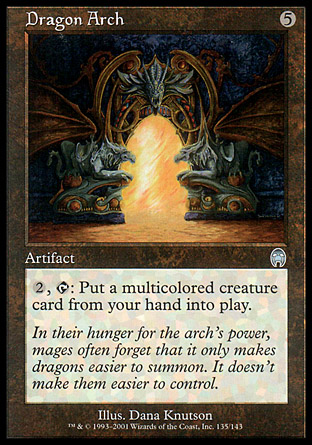 Dragon Arch 5
Artifact
2, : Put a multicolored creature
card from your hand into play.
In their hunger for the arch's power,
mages often forget that it only makes
dragons easier to summon. It doesn't
make them easier to control.
Illus. Dana Knutson
™ & © 1993-2001 Wizards of the Coast, Inc. 135/143